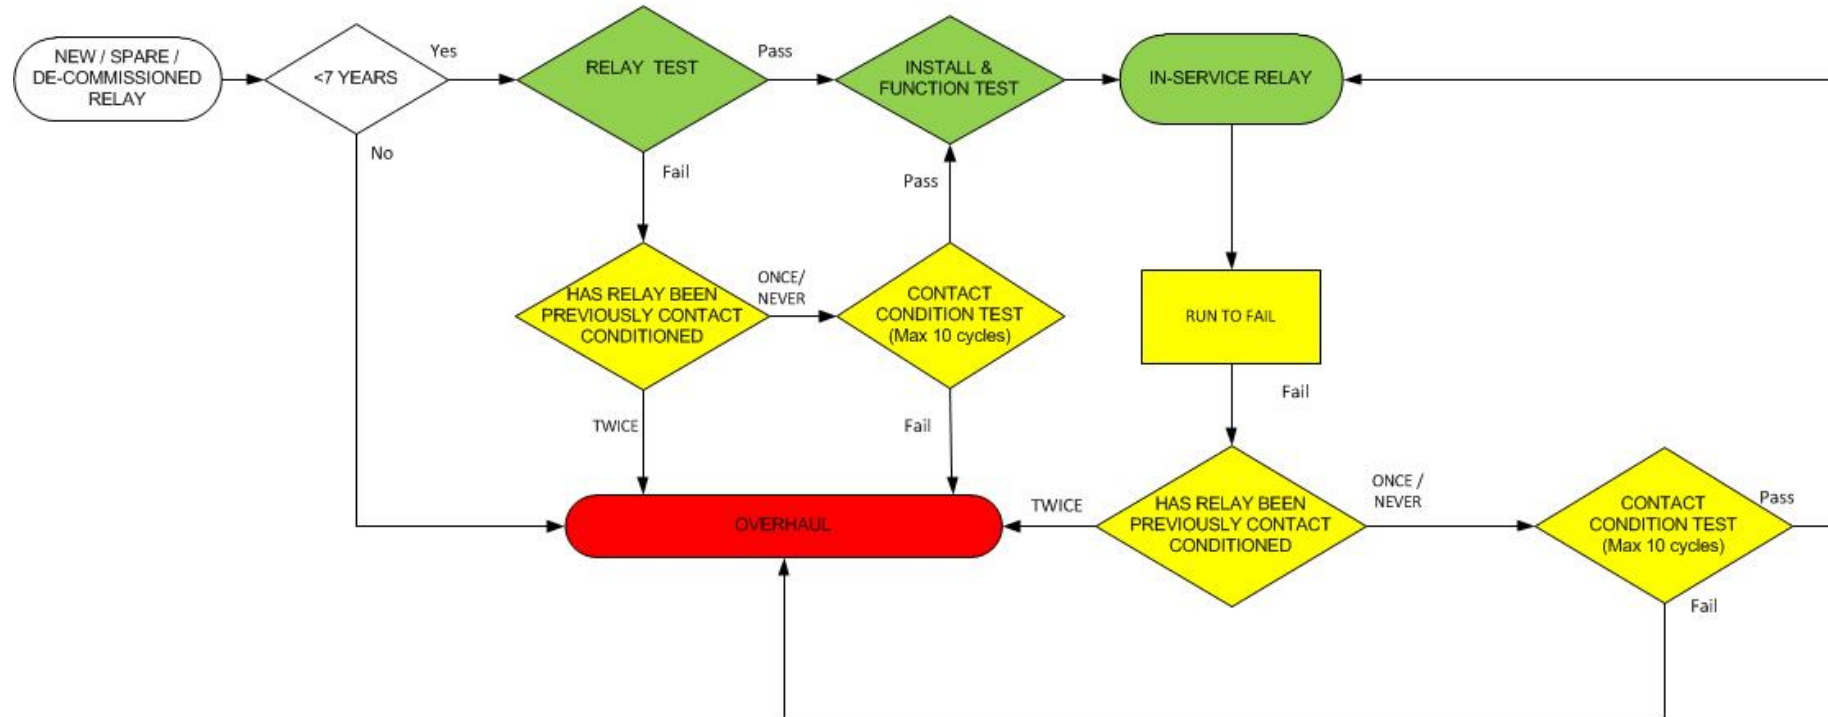 NEW / SPARE /
DE-COMMISSIONED
RELAY
<7 YEARS
Yes
No
RELAY TEST
Pass
Fail
INSTALL &
FUNCTION TEST
IN-SERVICE RELAY
Pass
HAS RELAY BEEN
PREVIOUSLY CONTACT
CONDITIONED
ONCE/
NEVER
CONTACT
CONDITION TEST
(Max 10 cycles)
RUN TO FAIL
TWICE
Fail
Fail
OVERHAUL
TWICE
HAS RELAY BEEN
PREVIOUSLY CONTACT
CONDITIONED
ONCE /
NEVER
CONTACT
CONDITION TEST
(Max 10 cycles)
Pass
Fail